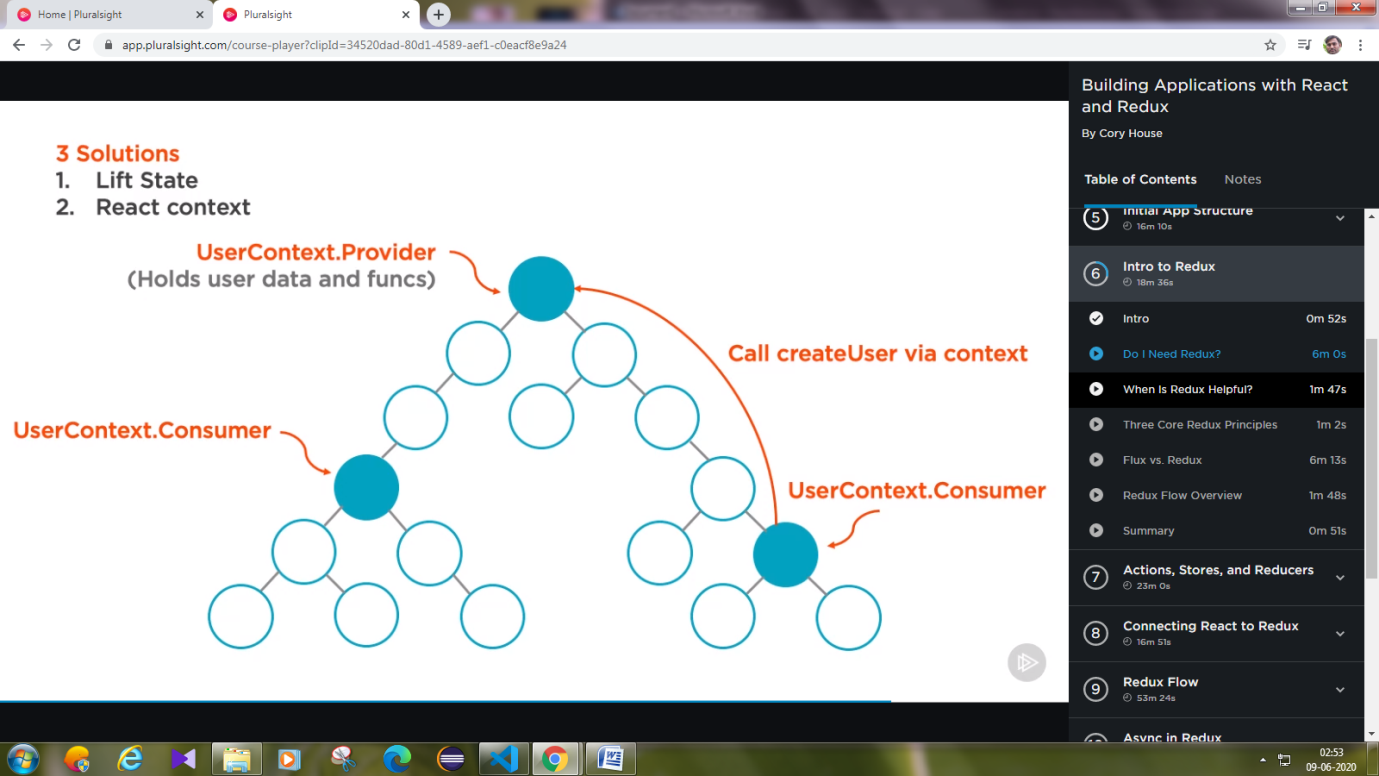 Home | Pluralsight
Pluralsight
app.pluralsight.com/course-player?clipId=34520dad-80d1-4589-aef1-c0eacf8e9a24
3 Solutions
1. Lift State
2. React context
UserContext.Provider
(Holds user data and funcs)
Call createUser via context
UserContext.Consumer
UserContext.Consumer
Building Applications with React
and Redux
By Cory House
Table of Contents
Notes
5 Initial App Structure
16m 10s
6 Intro to Redux
18m 36s
Intro 0m 52s
Do I Need Redux? 6m 0s
When Is Redux Helpful? 1m 47s
Three Core Redux Principles 1m 2s
Flux vs. Redux 6m 13s
Redux Flow Overview 1m 48s
Summary 0m 51s
7 Actions, Stores, and Reducers
23m 0s
8 Connecting React to Redux
16m 51s
9 Redux Flow
53m 24s
Async in Redux
02:53
09-06-2020